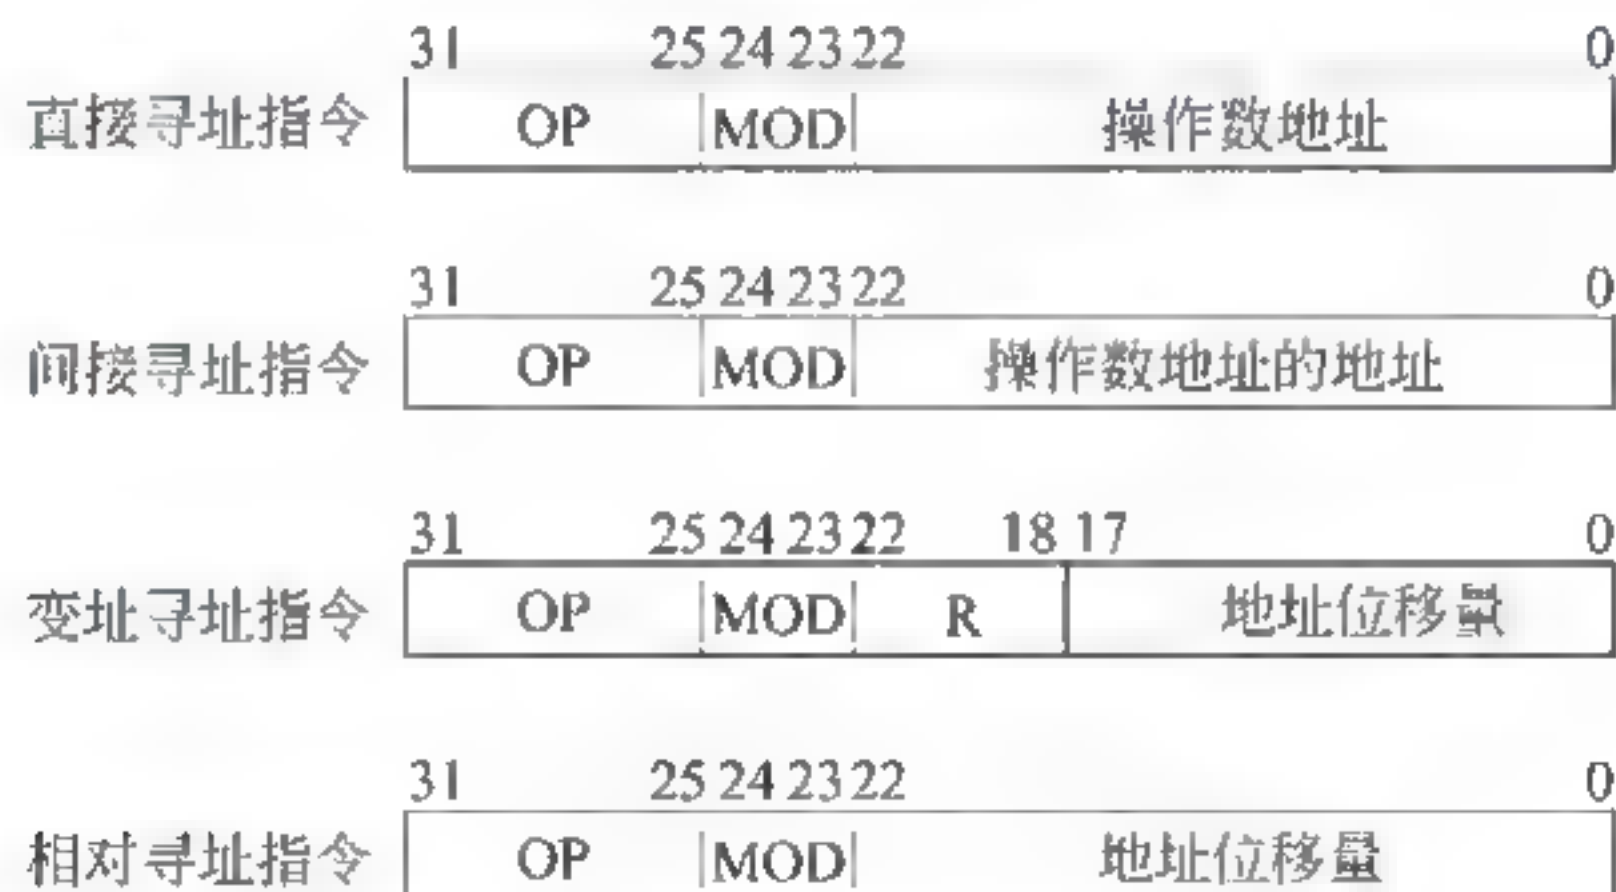 31 25 24 23 22 0
直接寻址指令 OP MOD 操作数地址
31 25 24 23 22 0
间接寻址指令 OP MOD 操作数地址的地址
31 25 24 23 22 18 17 0
变址寻址指令 OP MOD R 地址位移量
31 25 24 23 22 0
相对寻址指令 OP MOD 地址位移量